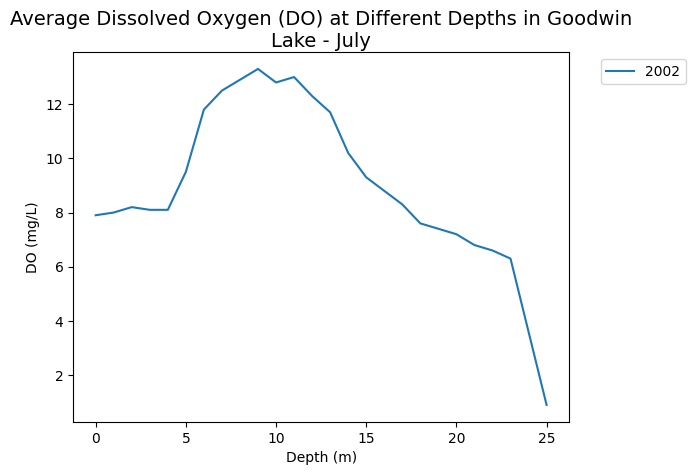 Average Dissolved Oxygen (DO) at Different Depths in Goodwin
Lake - July
2002
12
10
8
6
4
2
DO (mg/L)
0 5 10 15 20 25
Depth (m)